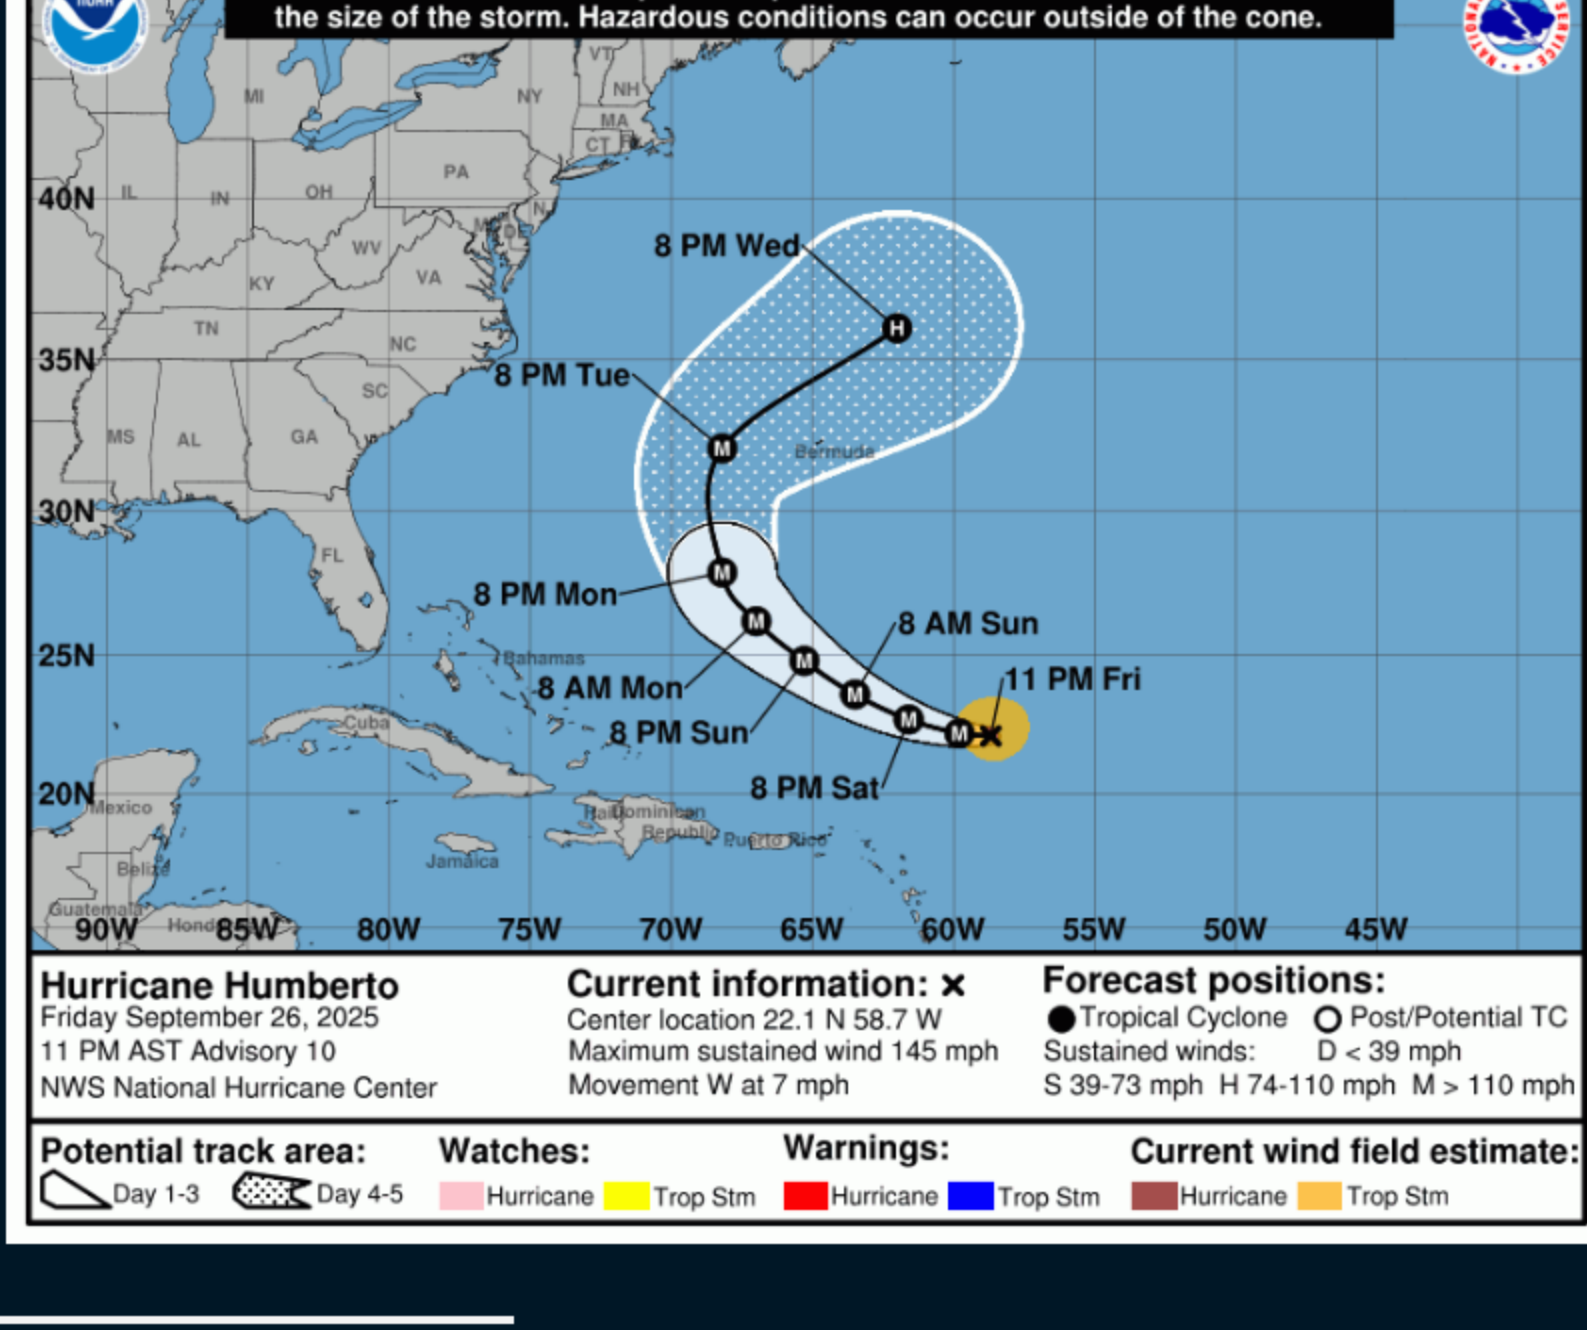 the size of the storm. Hazardous conditions can occur outside of the cone.
VT
MI
NY
NH
MA
CT
PA
40N
IL
IN
OH
N
8 PM Wed
WV
KY
VA
TN
NC
35N
8 PM Tue
SC
MS
AL
GA
Bermuda
30N
FL
8 PM Mon
8 AM Sun
25N
Bahamas
11 PM Fri
8 AM Mon
Cuba
8 PM Sun
8 PM Sat
20N
Mexico
Dominican
Republic
Puerto Rico
Jamaica
Belize
Guatemala
90W 85W 80W 75W 70W 65W 60W 55W 50W 45W
H
M
M
M
M
M
M
M
Hurricane Humberto
Friday September 26, 2025
11 PM AST Advisory 10
NWS National Hurricane Center
Current information: ×
Center location 22.1 N 58.7 W
Maximum sustained wind 145 mph
Movement W at 7 mph
Forecast positions:
Tropical Cyclone Post/Potential TC
Sustained winds: D < 39 mph
S 39-73 mph H 74-110 mph M > 110 mph
Potential track area:
Day 1-3 Day 4-5
Watches:
Hurricane Trop Stm
Warnings:
Hurricane Trop Stm
Current wind field estimate:
Hurricane Trop Stm